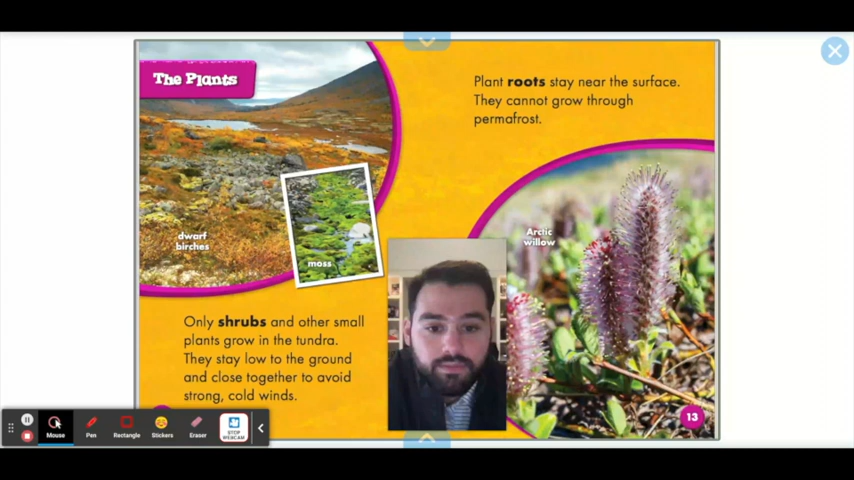 The Plants
dwarf
birches
moss
Only shrubs and other small
plants grow in the tundra.
They stay low to the ground
and close together to avoid
strong, cold winds.
Plant roots stay near the surface.
They cannot grow through
permafrost.
Arctic
willow
13
Mouse
Pen
Rectangle
Stickers
Eraser
STOP
WEBCAM